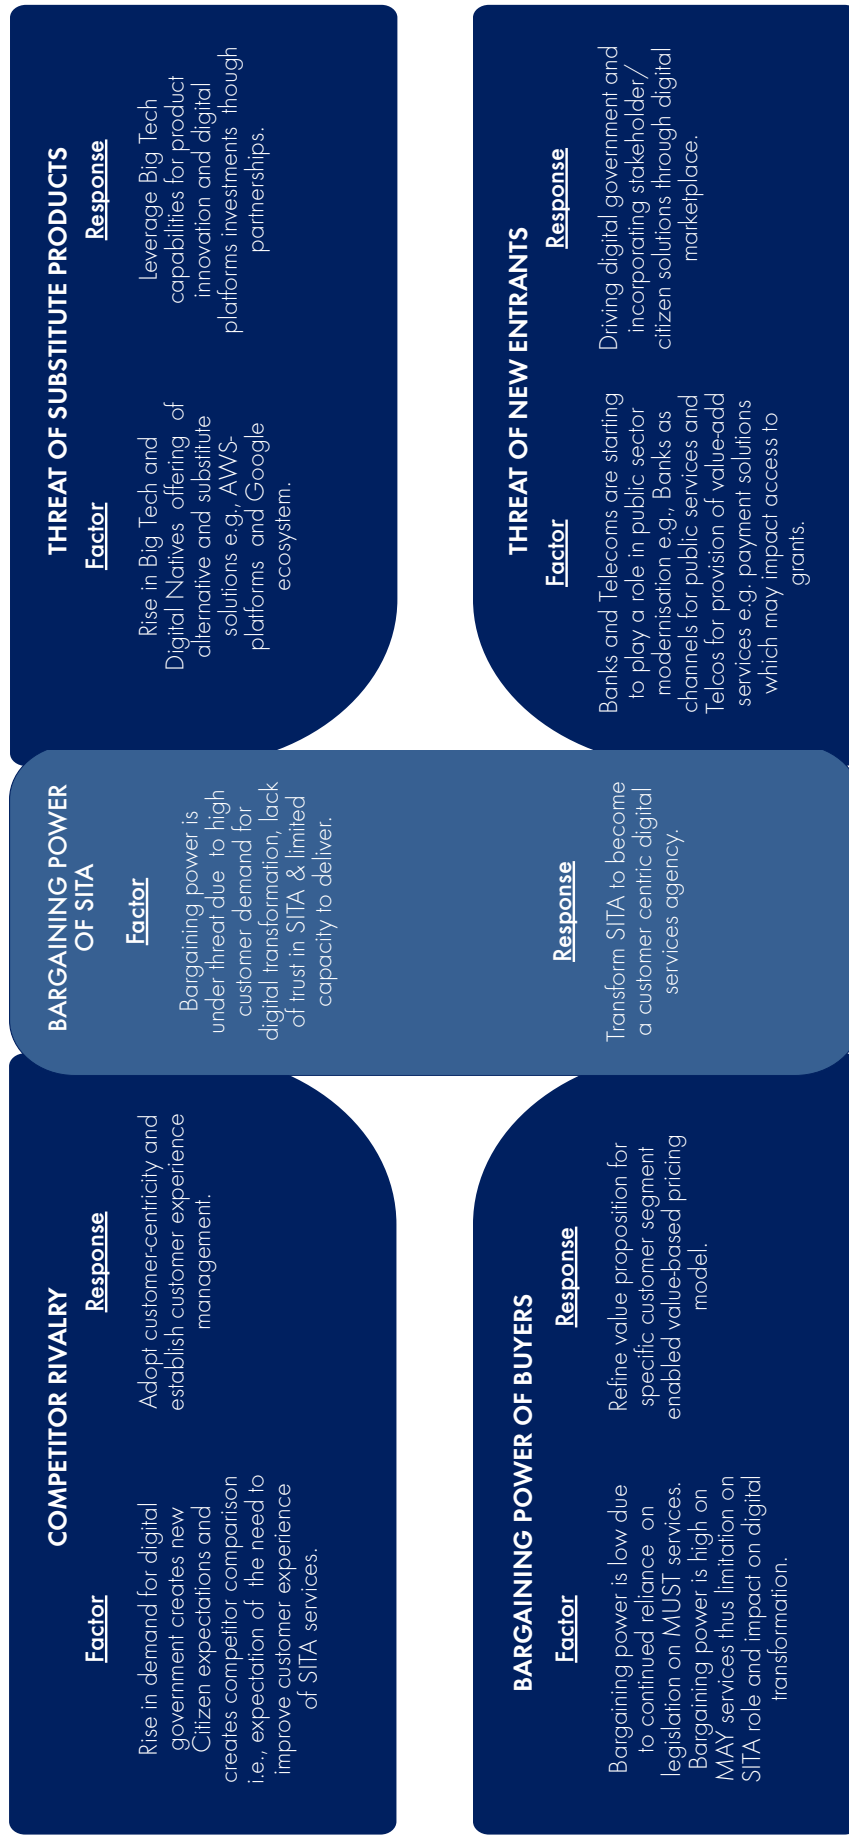 COMPETITOR RIVALRY
Factor
Rise in demand for digital
government creates new
Citizen expectations and
creates competitor comparison
i.e., expectation of the need to
improve customer experience
of SITA services.
Response
Adopt customer-centricity and
establish customer experience
management.
BARGAINING POWER
OF SITA
Factor
Bargaining power is
under threat due to high
customer demand for
digital transformation, lack
of trust in SITA & limited
capacity to deliver.
Response
Transform SITA to become
a customer centric digital
services agency.
THREAT OF SUBSTITUTE PRODUCTS
Factor
Rise in Big Tech and
Digital Natives offering of
alternative and substitute
solutions e.g., AWS-
platforms and Google
ecosystem.
Response
Leverage Big Tech
capabilities for product
innovation and digital
platforms investments though
partnerships.
BARGAINING POWER OF BUYERS
Factor
Bargaining power is low due
to continued reliance on
legislation on MUST services.
Bargaining power is high on
MAY services thus limitation on
SITA role and impact on digital
transformation.
Response
Refine value proposition for
specific customer segment
enabled value-based pricing
model.
THREAT OF NEW ENTRANTS
Factor
Banks and Telecoms are starting
to play a role in public sector
modernisation e.g., Banks as
channels for public services and
Telcos for provision of value-add
services e.g. payment solutions
which may impact access to
grants.
Response
Driving digital government and
incorporating stakeholder/
citizen solutions through digital
marketplace.